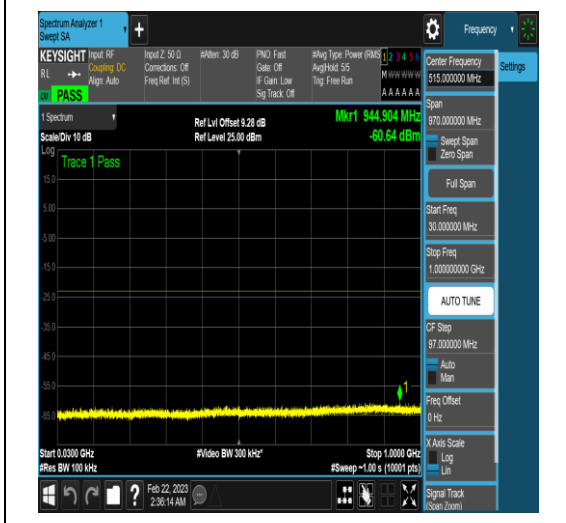 Spectrum Analyzer 1
Swept SA
+
Frequency
KEYSIGHT
RL
PASS
Input: RF
Coupling: DC
Align: Auto
Input Z: 50 Ω
Corrections: Off
Freq Ref: Int (S)
#Atten: 30 dB
PNO: Fast
Gate: Off
IF Gain: Low
Sig Track: Off
#Avg Type: Power (RMS
Avg|Hold: 5/5
Trig: Free Run
1 2 3 4 5 6
M W W W W W
A A A A A A
Settings
1 Spectrum
Scale/Div 10 dB
Ref Lvl Offset 9.28 dB
Ref Level 25.00 dBm
Mkr1 944.904 MHz
-60.64 dBm
Log
Trace 1 Pass
15.0
5.00
-5.00
-15.0
-25.0
-35.0
-45.0
-55.0
-65.0
1
Start 0.0300 GHz
#Res BW 100 kHz
#Video BW 300 kHz*
Stop 1.0000 GHz
#Sweep ~1.00 s (10001 pts)
Center Frequency
515.000000 MHz
Span
970.000000 MHz
Swept Span
Zero Span
Full Span
Start Freq
30.000000 MHz
Stop Freq
1.000000000 GHz
AUTO TUNE
CF Step
97.000000 MHz
Auto
Man
Freq Offset
0 Hz
X Axis Scale
Log
Lin
Signal Track
(Span Zoom)
?
Feb 22, 2023
2:36:14 AM